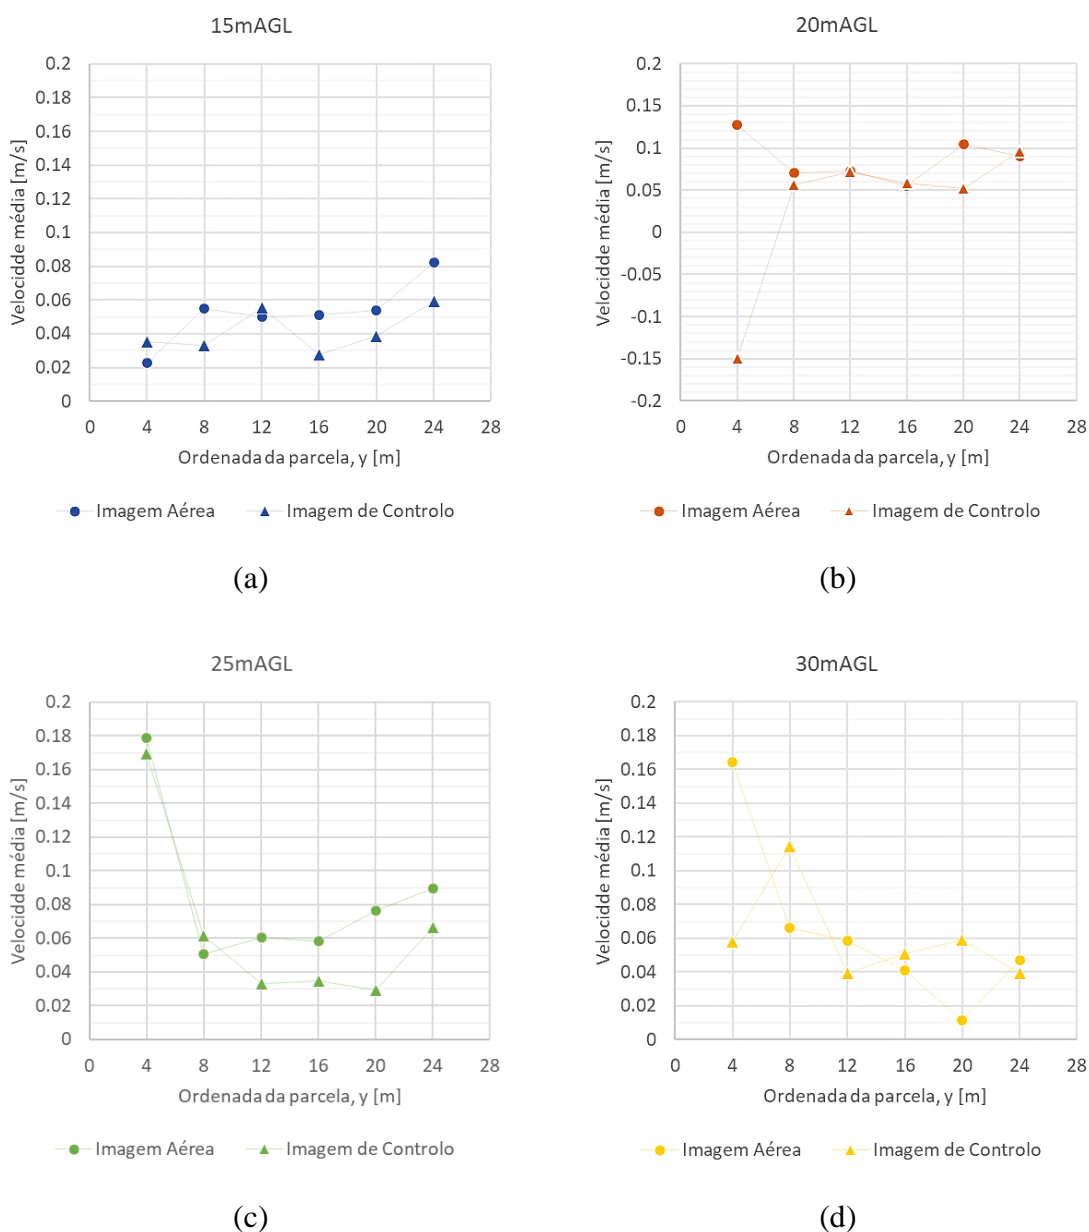 15mAGL
Velocidde média [m/s]
0.2
0.18
0.16
0.14
0.12
0.1
0.08
0.06
0.04
0.02
0
0 4 8 12 16 20 24 28
Ordenada da parcela, y [m]
Imagem Aérea Imagem de Controlo
(a)
20mAGL
Velocidde média [m/s]
0.2
0.15
0.1
0.05
0
-0.05
-0.1
-0.15
-0.2
0 4 8 12 16 20 24 28
Ordenada da parcela, y [m]
Imagem Aérea Imagem de Controlo
(b)
25mAGL
Velocidde média [m/s]
0.2
0.18
0.16
0.14
0.12
0.1
0.08
0.06
0.04
0.02
0
0 4 8 12 16 20 24 28
Ordenada da parcela, y [m]
Imagem Aérea Imagem de Controlo
(c)
30mAGL
Velocidde média [m/s]
0.2
0.18
0.16
0.14
0.12
0.1
0.08
0.06
0.04
0.02
0
0 4 8 12 16 20 24 28
Ordenada da parcela, y [m]
Imagem Aérea Imagem de Controlo
(d)